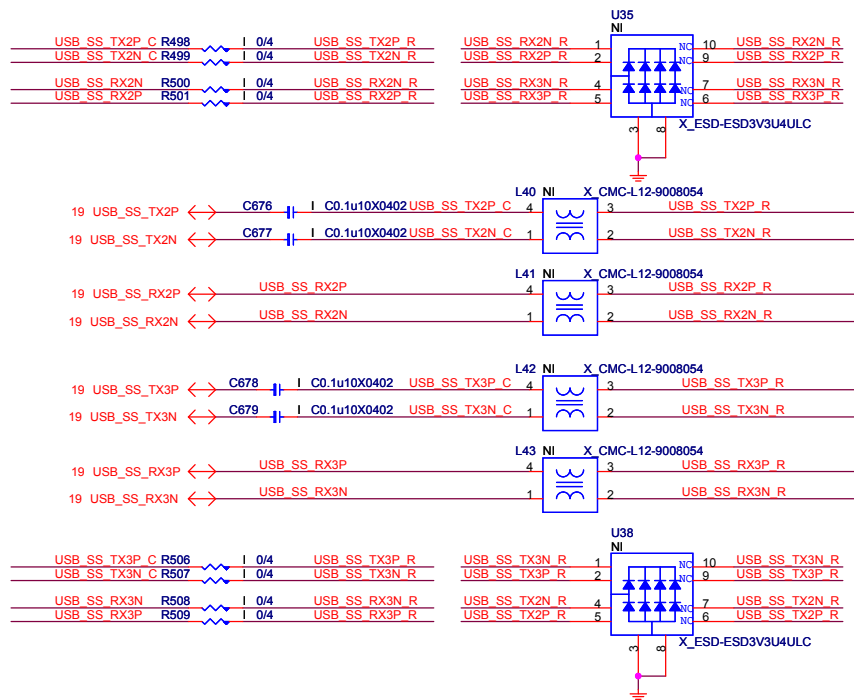 U35
NI
USB_SS_TX2P_C R498 I 0/4 USB_SS_TX2P_R USB_SS_RX2N_R 1 NC 10 USB_SS_RX2N_R
USB_SS_TX2N_C R499 I 0/4 USB_SS_TX2N_R USB_SS_RX2P_R 2 NC 9 USB_SS_RX2P_R
USB_SS_RX2N R500 I 0/4 USB_SS_RX2N_R USB_SS_RX3N_R 4 NC 7 USB_SS_RX3N_R
USB_SS_RX2P R501 I 0/4 USB_SS_RX2P_R USB_SS_RX3P_R 5 NC 6 USB_SS_RX3P_R
3 8 X_ESD-ESD3V3U4ULC
L40 NI X_CMC-L12-9008054
19 USB_SS_TX2P C676 I C0.1u10X0402 USB_SS_TX2P_C 4 3 USB_SS_TX2P_R
19 USB_SS_TX2N C677 I C0.1u10X0402 USB_SS_TX2N_C 1 2 USB_SS_TX2N_R
L41 NI X_CMC-L12-9008054
19 USB_SS_RX2P USB_SS_RX2P 4 3 USB_SS_RX2P_R
19 USB_SS_RX2N USB_SS_RX2N 1 2 USB_SS_RX2N_R
L42 NI X_CMC-L12-9008054
19 USB_SS_TX3P C678 I C0.1u10X0402 USB_SS_TX3P_C 4 3 USB_SS_TX3P_R
19 USB_SS_TX3N C679 I C0.1u10X0402 USB_SS_TX3N_C 1 2 USB_SS_TX3N_R
L43 NI X_CMC-L12-9008054
19 USB_SS_RX3P USB_SS_RX3P 4 3 USB_SS_RX3P_R
19 USB_SS_RX3N USB_SS_RX3N 1 2 USB_SS_RX3N_R
U38
NI
USB_SS_TX3P_C R506 I 0/4 USB_SS_TX3P_R USB_SS_TX3N_R 1 NC 10 USB_SS_TX3N_R
USB_SS_TX3N_C R507 I 0/4 USB_SS_TX3N_R USB_SS_TX3P_R 2 NC 9 USB_SS_TX3P_R
USB_SS_RX3N R508 I 0/4 USB_SS_RX3N_R USB_SS_TX2N_R 4 NC 7 USB_SS_TX2N_R
USB_SS_RX3P R509 I 0/4 USB_SS_RX3P_R USB_SS_TX2P_R 5 NC 6 USB_SS_TX2P_R
3 8 X_ESD-ESD3V3U4ULC